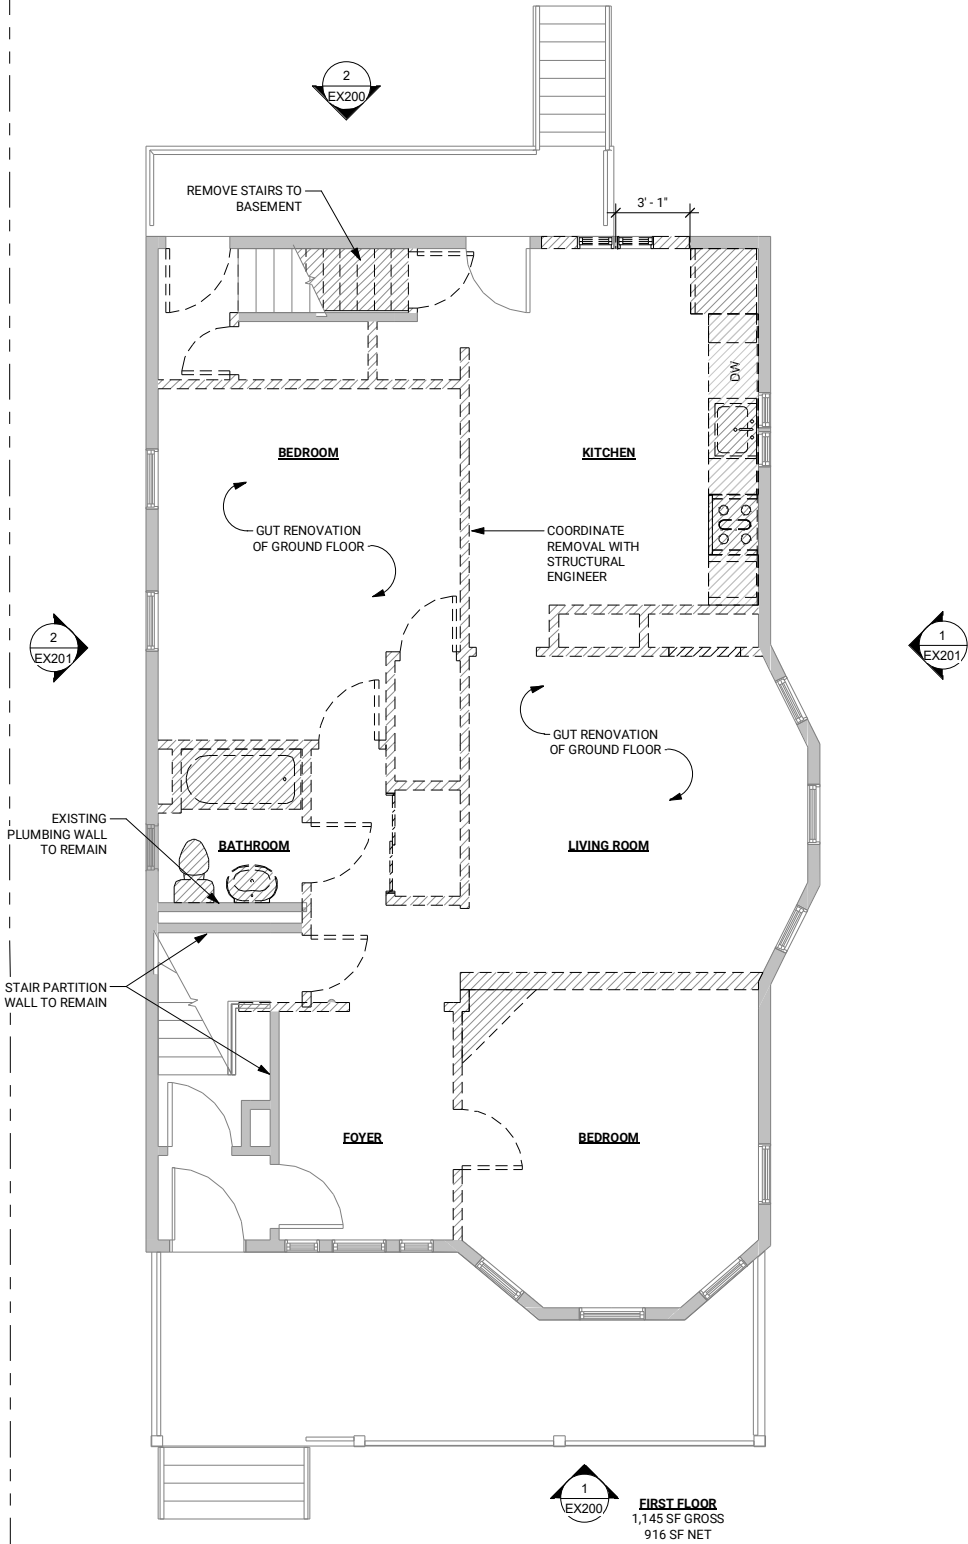 2
EX200
REMOVE STAIRS TO
BASEMENT
3' - 1"
DW
BEDROOM
KITCHEN
GUT RENOVATION
OF GROUND FLOOR
COORDINATE
REMOVAL WITH
STRUCTURAL
ENGINEER
2
EX201
1
EX201
GUT RENOVATION
OF GROUND FLOOR
EXISTING
PLUMBING WALL
TO REMAIN
BATHROOM
LIVING ROOM
STAIR PARTITION
WALL TO REMAIN
FOYER
BEDROOM
1
EX200
FIRST FLOOR
1,145 SF GROSS
916 SF NET